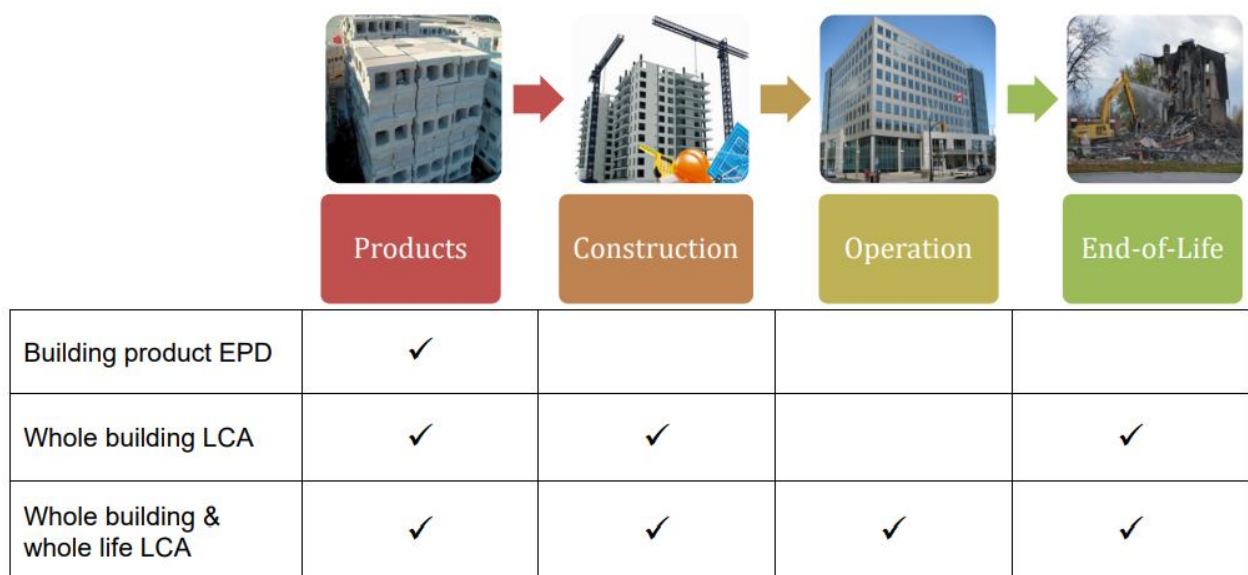 Products
Construction
Operation
End-of-Life
Building product EPD
✓
Whole building LCA
✓
✓
✓
Whole building &
whole life LCA
✓
✓
✓
✓